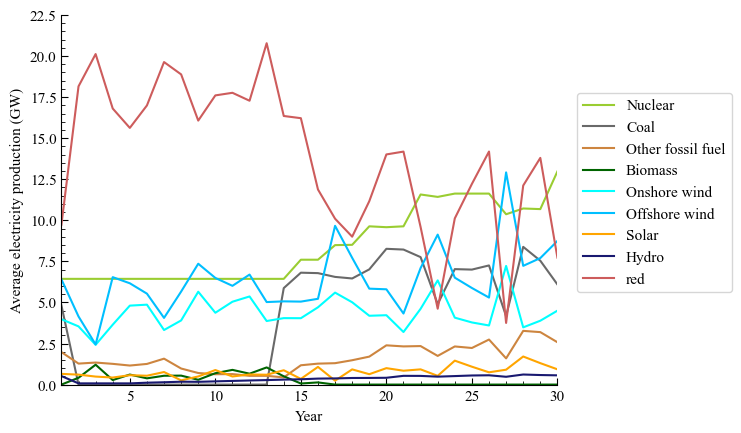 22.5
20.0
17.5
15.0
12.5
10.0
7.5
5.0
2.5
0.0
Average electricity production (GW)
5
10
15
20
25
30
Year
Nuclear
Coal
Other fossil fuel
Biomass
Onshore wind
Offshore wind
Solar
Hydro
red